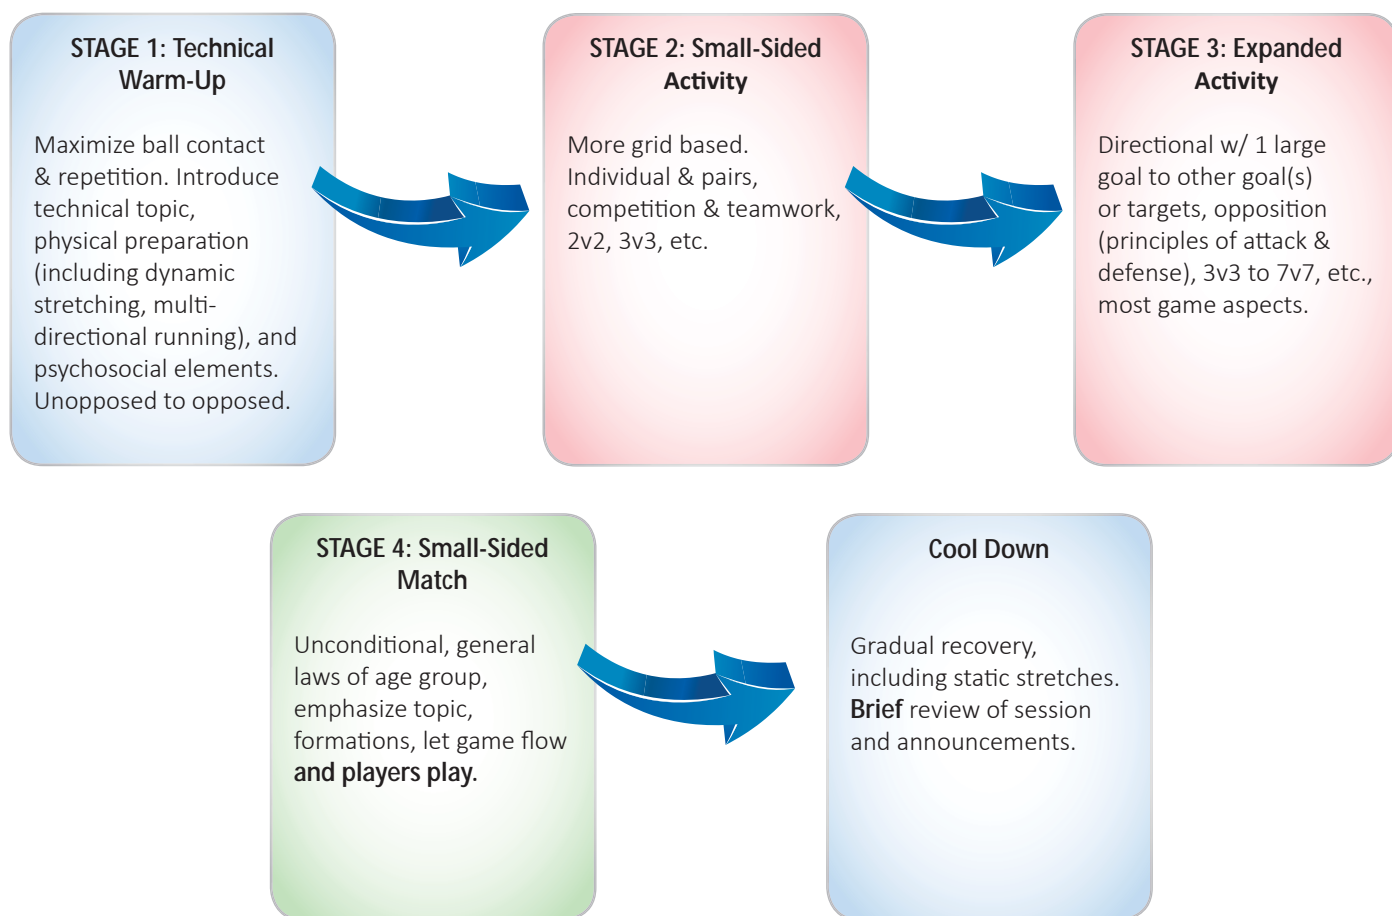 STAGE 1: Technical
Warm-Up
Maximize ball contact
& repetition. Introduce
technical topic,
physical preparation
(including dynamic
stretching, multi-
directional running), and
psychosocial elements.
Unopposed to opposed.
STAGE 2: Small-Sided
Activity
More grid based.
Individual & pairs,
competition & teamwork,
2v2, 3v3, etc.
STAGE 3: Expanded
Activity
Directional w/ 1 large
goal to other goal(s)
or targets, opposition
(principles of attack &
defense), 3v3 to 7v7, etc.,
most game aspects.
STAGE 4: Small-Sided
Match
Unconditional, general
laws of age group,
emphasize topic,
formations, let game flow
and players play.
Cool Down
Gradual recovery,
including static stretches.
Brief review of session
and announcements.